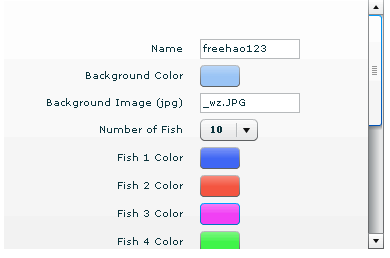 Name freehao123
Background Color
Background Image (jpg) _wz.JPG
Number of Fish 10
Fish 1 Color
Fish 2 Color
Fish 3 Color
Fish 4 Color